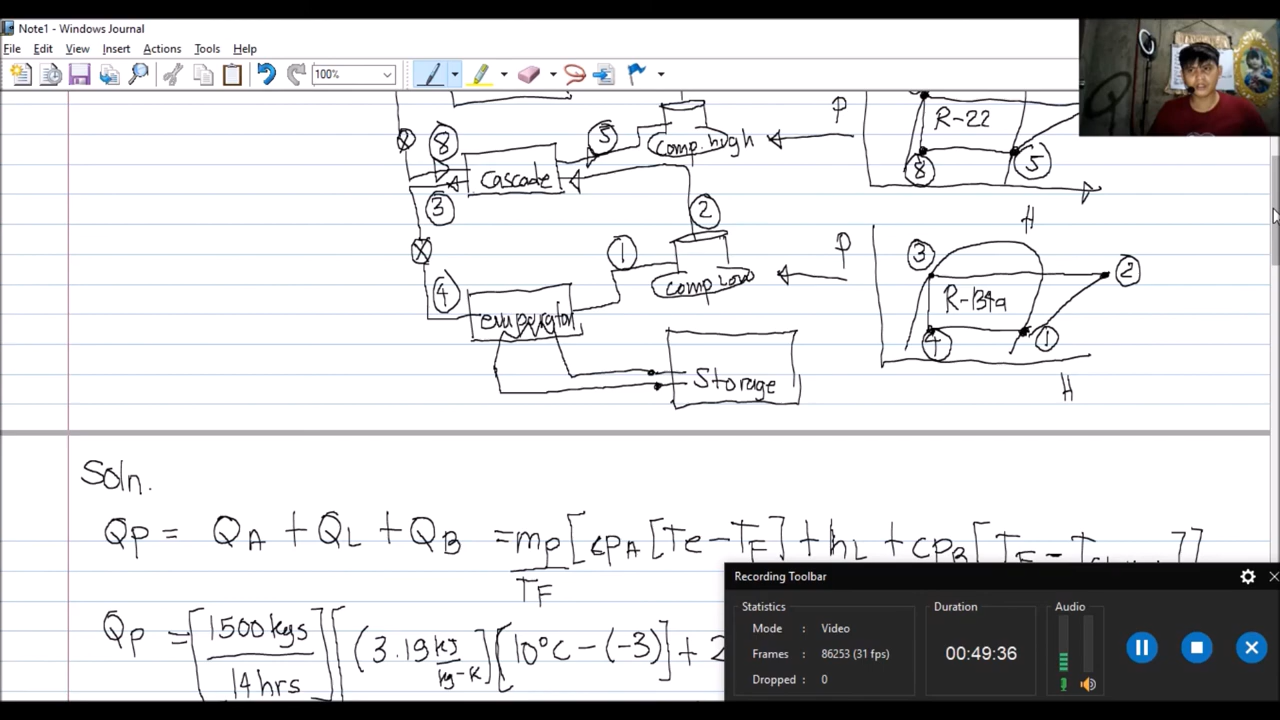 Note1 - Windows Journal
File Edit View Insert Actions Tools Help
100%
P
R-22
8
5
comp. high
8
5
cascade
H
3
2
P
3
2
1
comp low
R-134a
4
evaporator
4
1
Storage
H
Soln.
QP = QA + QL + QB = mp [cpA [Te-TF] + hL + cpB [TF -
TF
QP = [1500 kgs [(3.19 kJ [10°C - (-3)] + 2
14 hrs kg-K
Recording Toolbar
Statistics Duration Audio
Mode : Video
Frames : 86253 (31 fps)
Dropped : 0
00:49:36